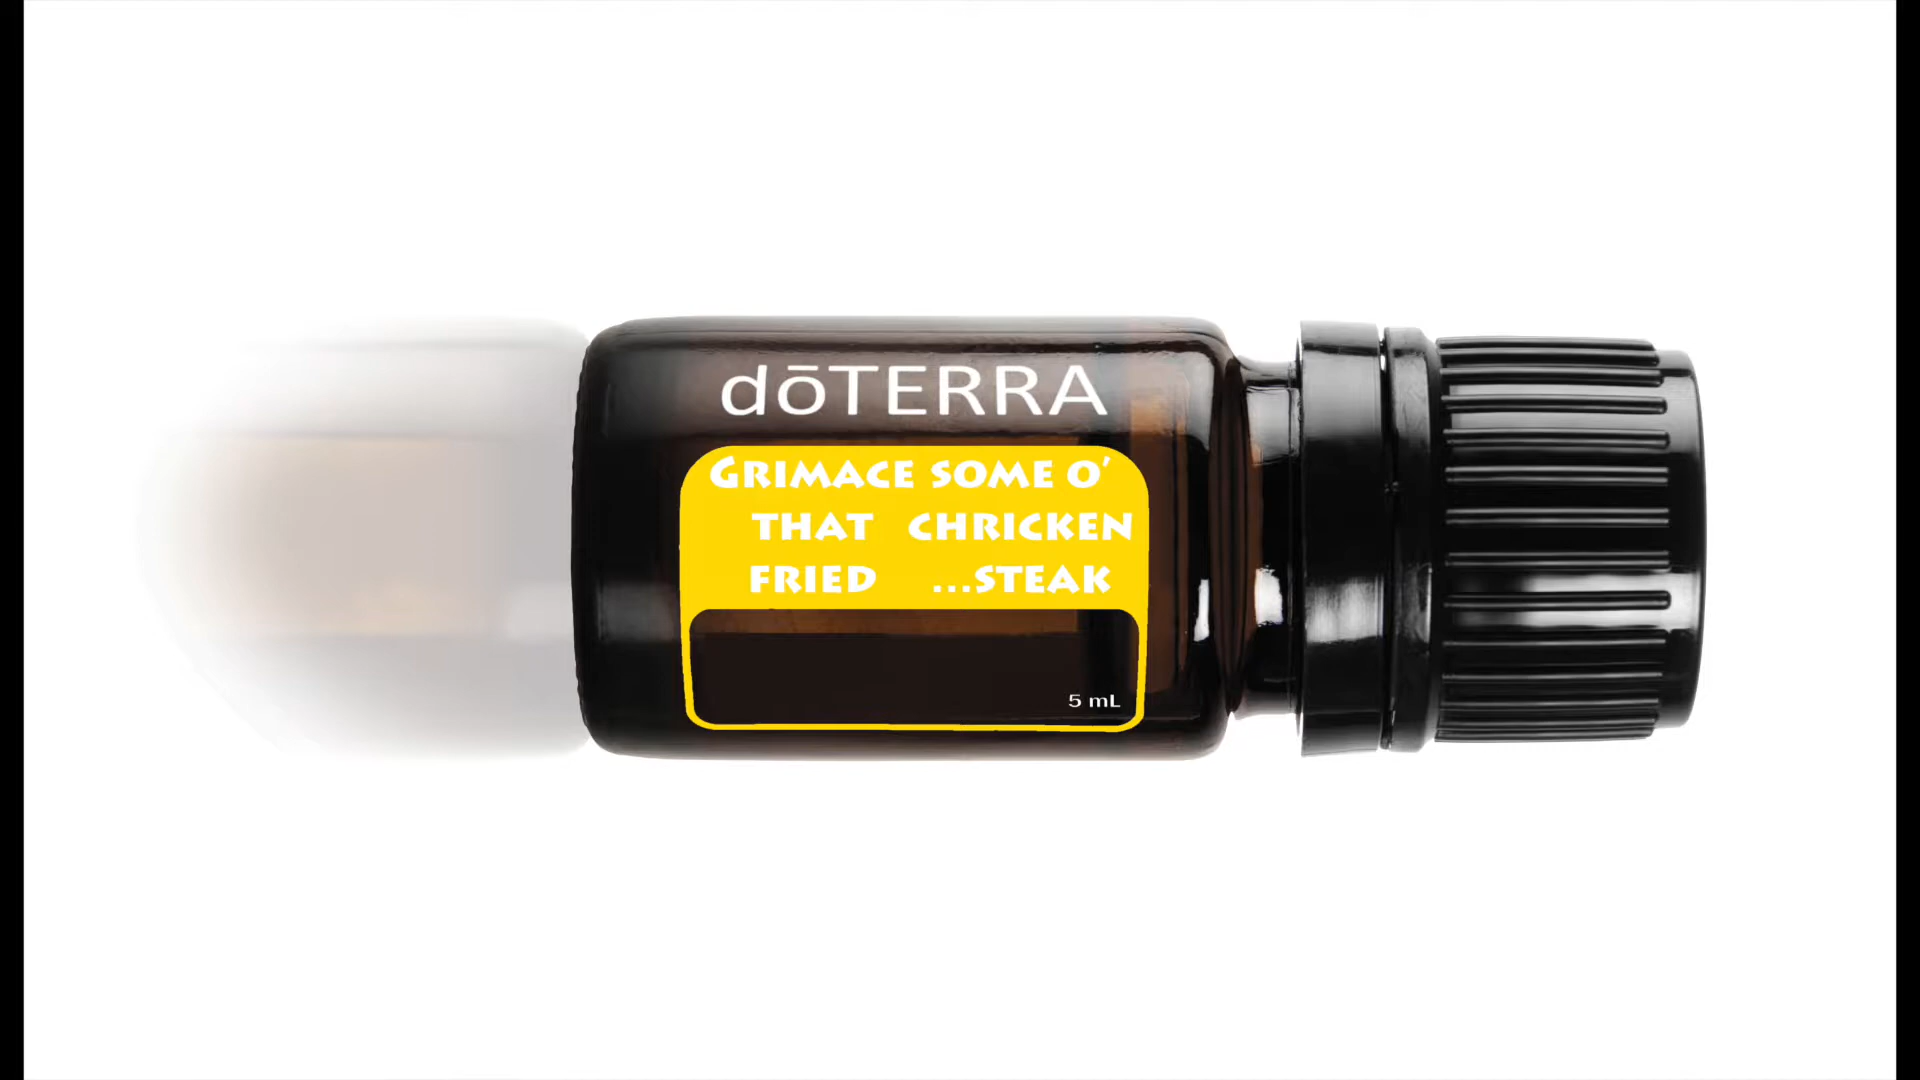 dōTERRA
GRIMACE SOME O'
THAT CHRICKEN
FRIED ...STEAK
5 mL